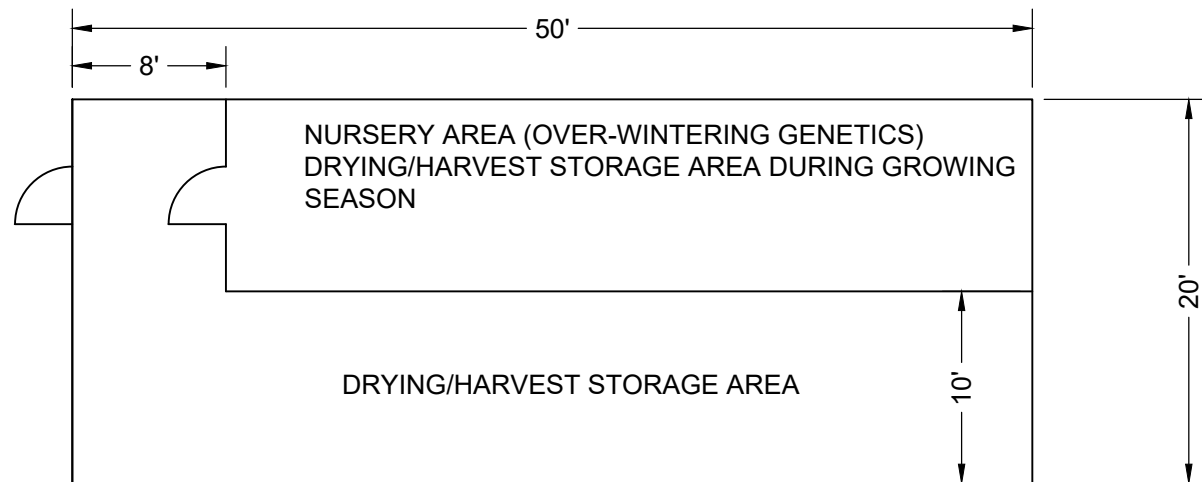 50'
8'
NURSERY AREA (OVER-WINTERING GENETICS)
DRYING/HARVEST STORAGE AREA DURING GROWING
SEASON
20'
DRYING/HARVEST STORAGE AREA
10'